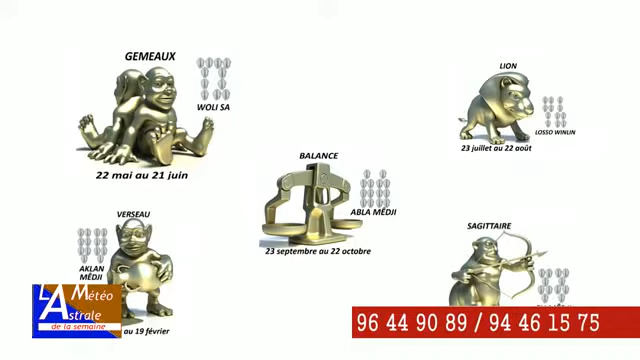 GEMEAUX
WOLI SA
22 mai au 21 juin
LION
LOSSO WINLIN
23 juillet au 22 août
BALANCE
ABLA MÈDJI
23 septembre au 22 octobre
VERSEAU
AKLAN
MÈDJI
au 19 février
SAGITTAIRE
LA Météo
Astrale
de la semaine
96 44 90 89 / 94 46 15 75